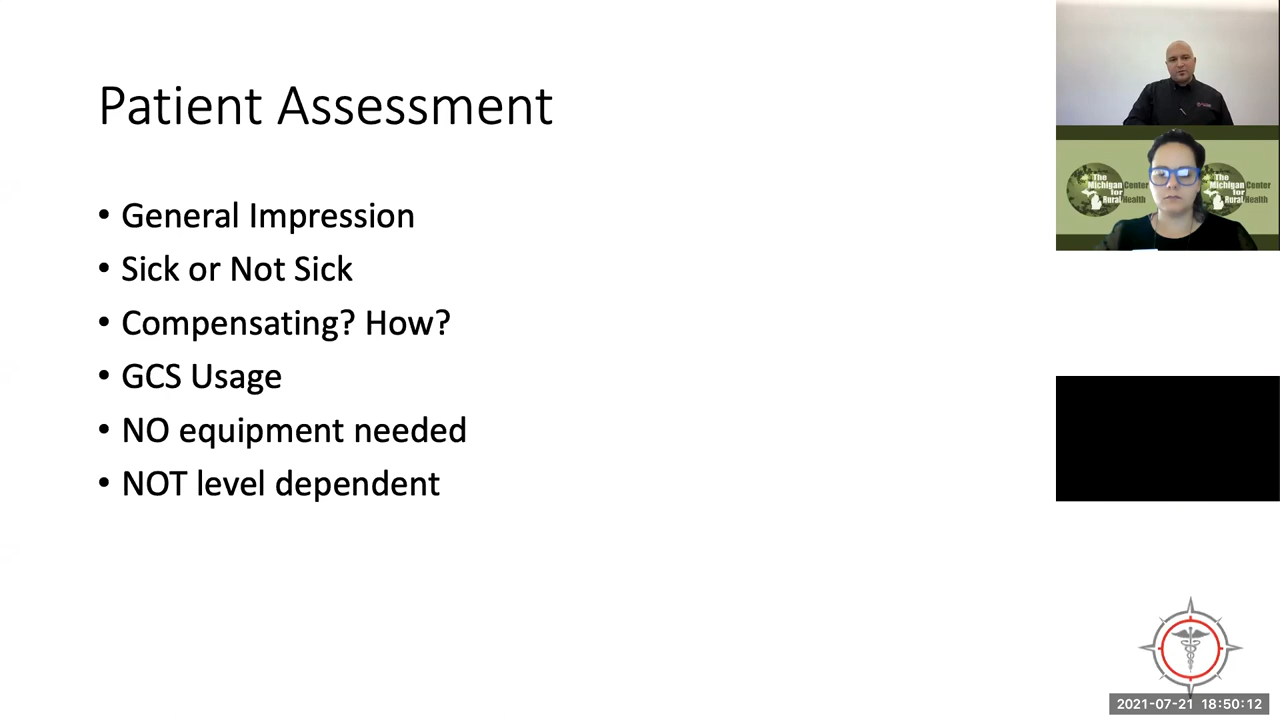 Patient Assessment
• General Impression
• Sick or Not Sick
• Compensating? How?
• GCS Usage
• NO equipment needed
• NOT level dependent
The
Michigan Center
for
Rural Health
The
Michigan Center
for
Rural Health
2021-07-21 18:50:12